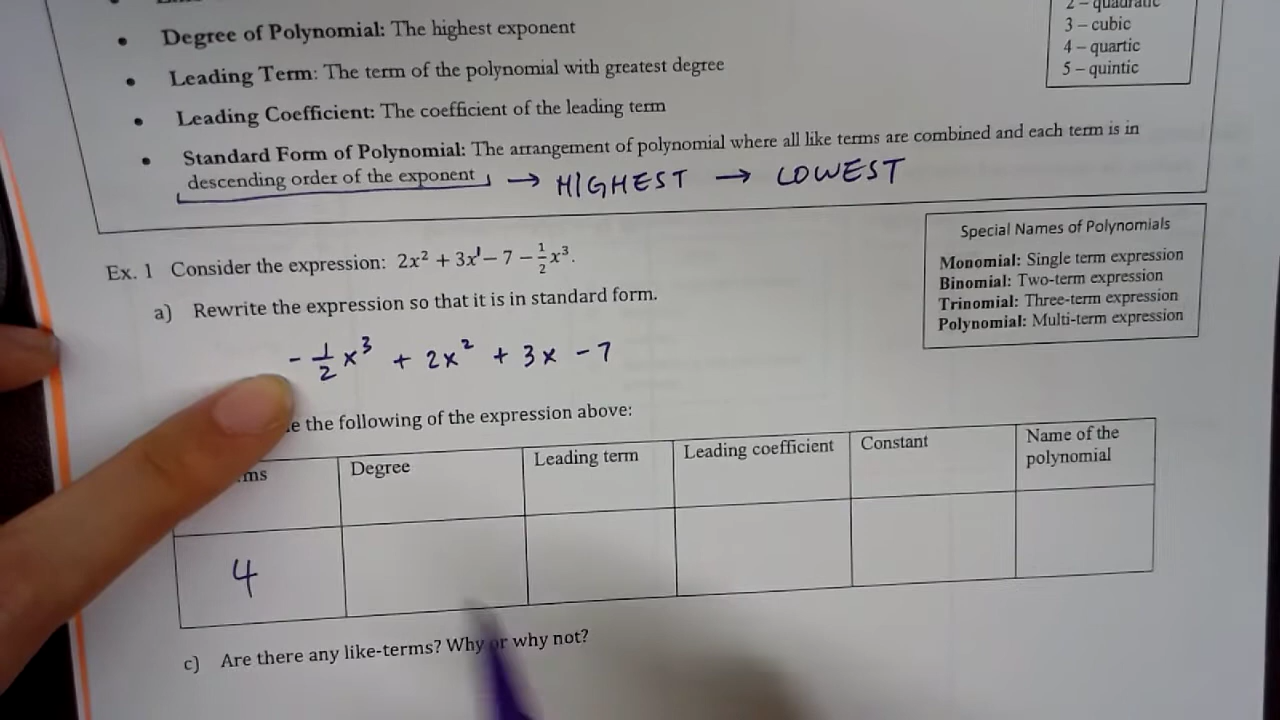 2 – quadratic
• Degree of Polynomial: The highest exponent
3 – cubic
4 – quartic
• Leading Term: The term of the polynomial with greatest degree
5 – quintic
• Leading Coefficient: The coefficient of the leading term
• Standard Form of Polynomial: The arrangement of polynomial where all like terms are combined and each term is in
descending order of the exponent → HIGHEST → LOWEST
Special Names of Polynomials
Monomial: Single term expression
Binomial: Two-term expression
Trinomial: Three-term expression
Polynomial: Multi-term expression
Ex. 1 Consider the expression: 2x² + 3x¹ – 7 – ½x³.
a) Rewrite the expression so that it is in standard form.
- ½x³ + 2x² + 3x - 7
the following of the expression above:
Degree Leading term Leading coefficient Constant Name of the
polynomial
4
c) Are there any like-terms? Why or why not?